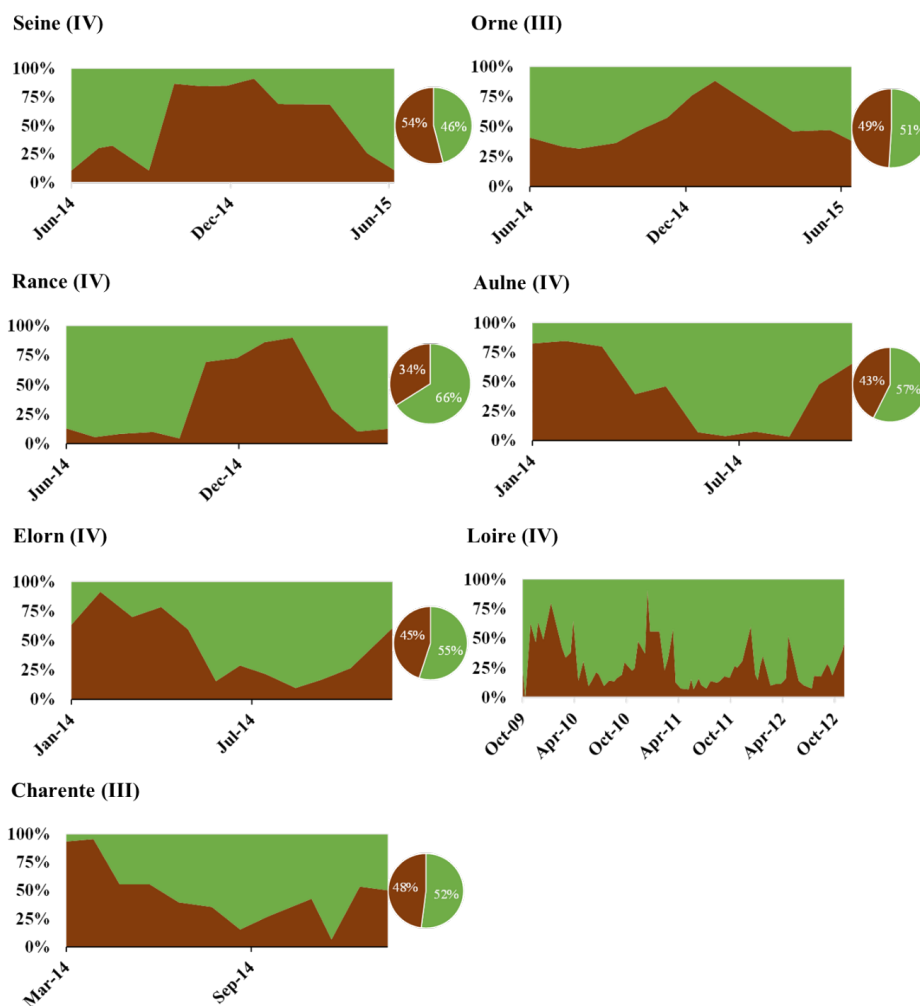 Seine (IV)
100%
75%
50%
25%
0%
Jun-14
Dec-14
Jun-15
54%
46%
Orne (III)
100%
75%
50%
25%
0%
Jun-14
Dec-14
Jun-15
49%
51%
Rance (IV)
100%
75%
50%
25%
0%
Jun-14
Dec-14
34%
66%
Aulne (IV)
100%
75%
50%
25%
0%
Jan-14
Jul-14
43%
57%
Elorn (IV)
100%
75%
50%
25%
0%
Jan-14
Jul-14
45%
55%
Loire (IV)
100%
75%
50%
25%
0%
Oct-09
Apr-10
Oct-10
Apr-11
Oct-11
Apr-12
Oct-12
Charente (III)
100%
75%
50%
25%
0%
Mar-14
Sep-14
48%
52%